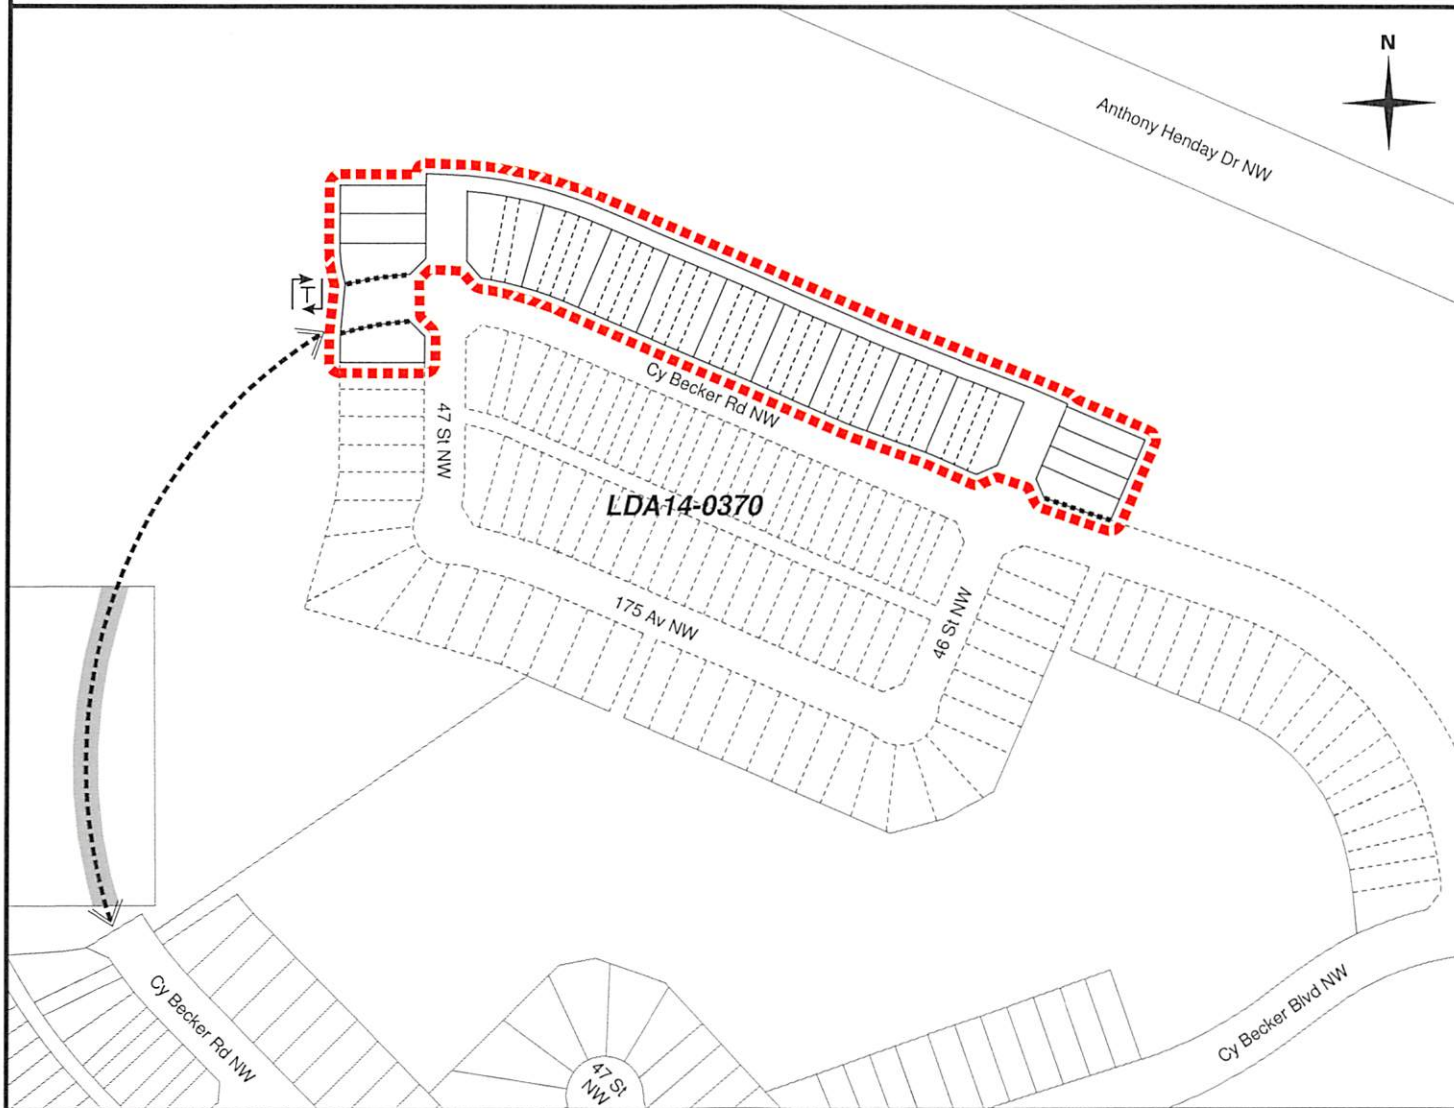 N
Anthony Henday Dr NW
T
Cy Becker Rd NW
47 St NW
LDA14-0370
175 Av NW
46 St NW
Cy Becker Rd NW
47 St
NW
Cy Becker Blvd NW